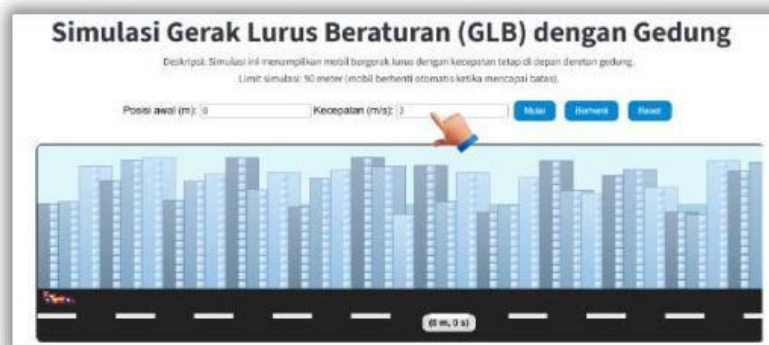 Simulasi Gerak Lurus Beraturan (GLB) dengan Gedung
Deskripsi: Simulasi ini menampilkan mobil bergerak lurus dengan kecepatan tetap di depan deretan gedung.
Limit simulasi: 90 meter (mobil berhenti otomatis ketika mencapai batas).
Posisi awal (m): 0 Kecepatan (m/s): 3 Mulai Berhenti Reset
(0 m, 0 s)